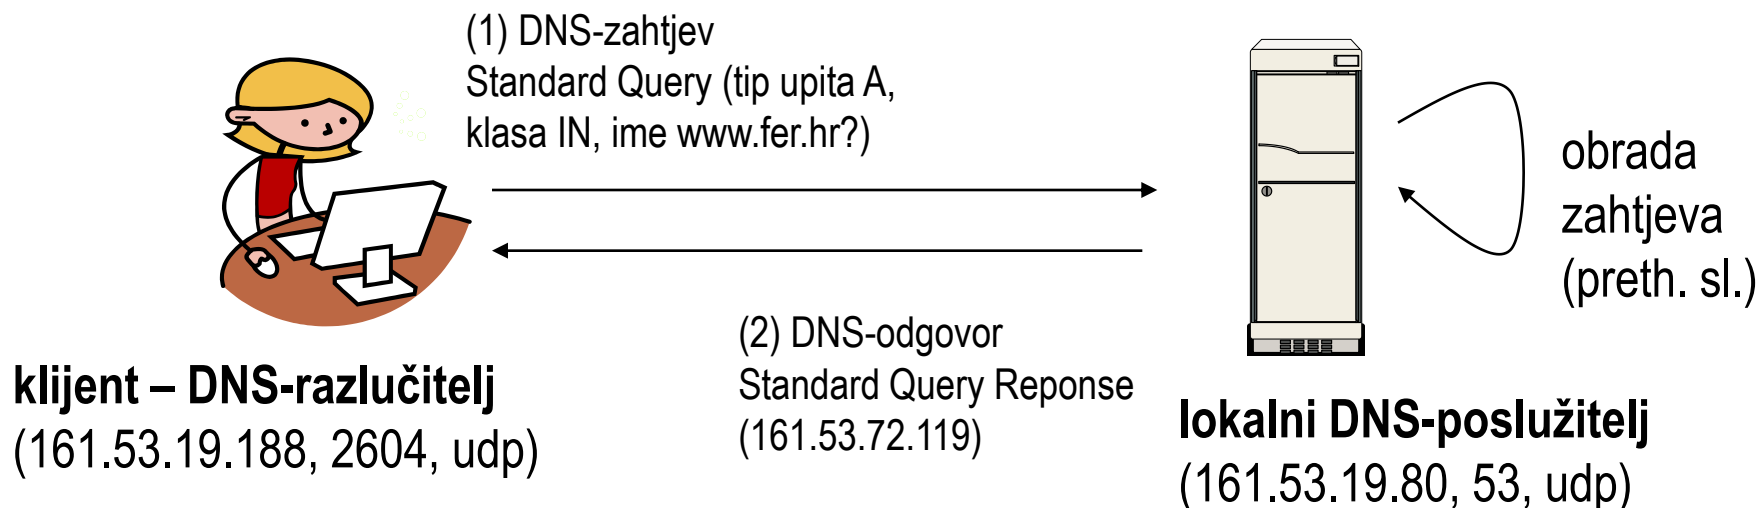 (1) DNS-zahtjev
Standard Query (tip upita A,
klasa IN, ime www.fer.hr?)
obrada
zahtjeva
(preth. sl.)
(2) DNS-odgovor
Standard Query Reponse
(161.53.72.119)
klijent – DNS-razlučitelj
(161.53.19.188, 2604, udp)
lokalni DNS-poslužitelj
(161.53.19.80, 53, udp)